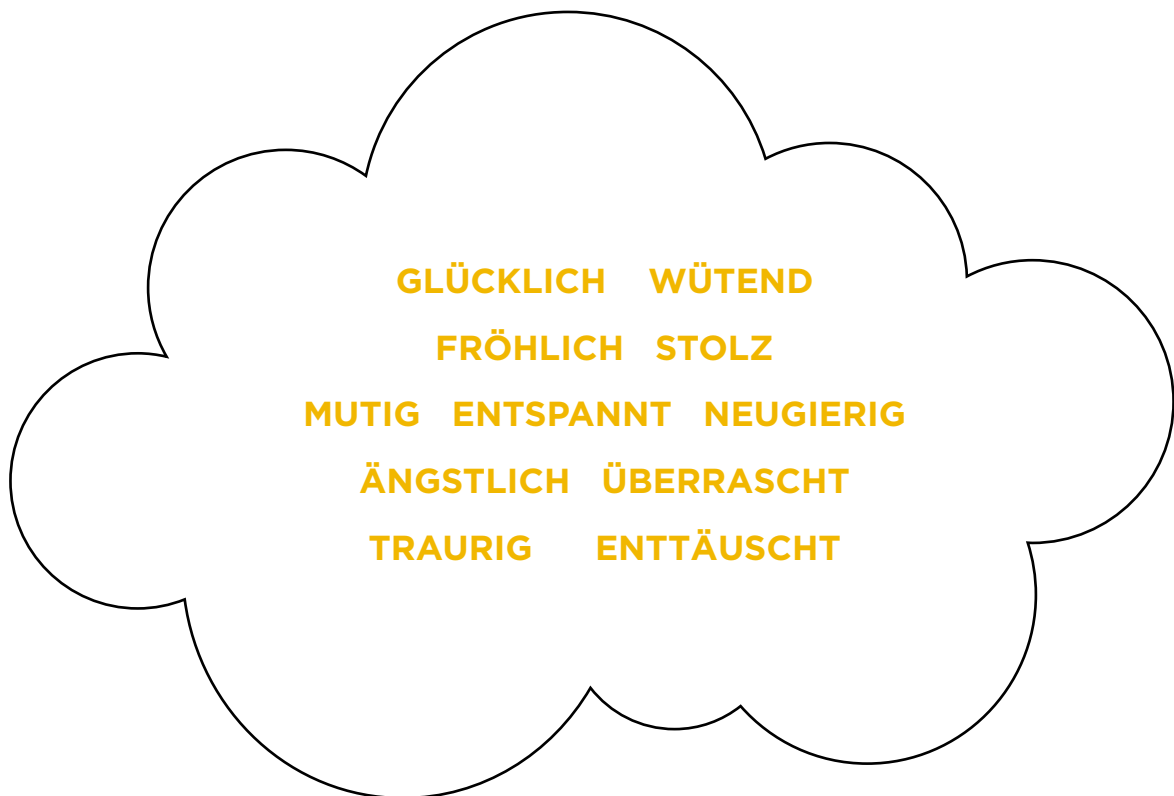 GLÜCKLICH WÜTEND
FRÖHLICH STOLZ
MUTIG ENTSPANNT NEUGIERIG
ÄNGSTLICH ÜBERRASCHT
TRAURIG ENTTÄUSCHT